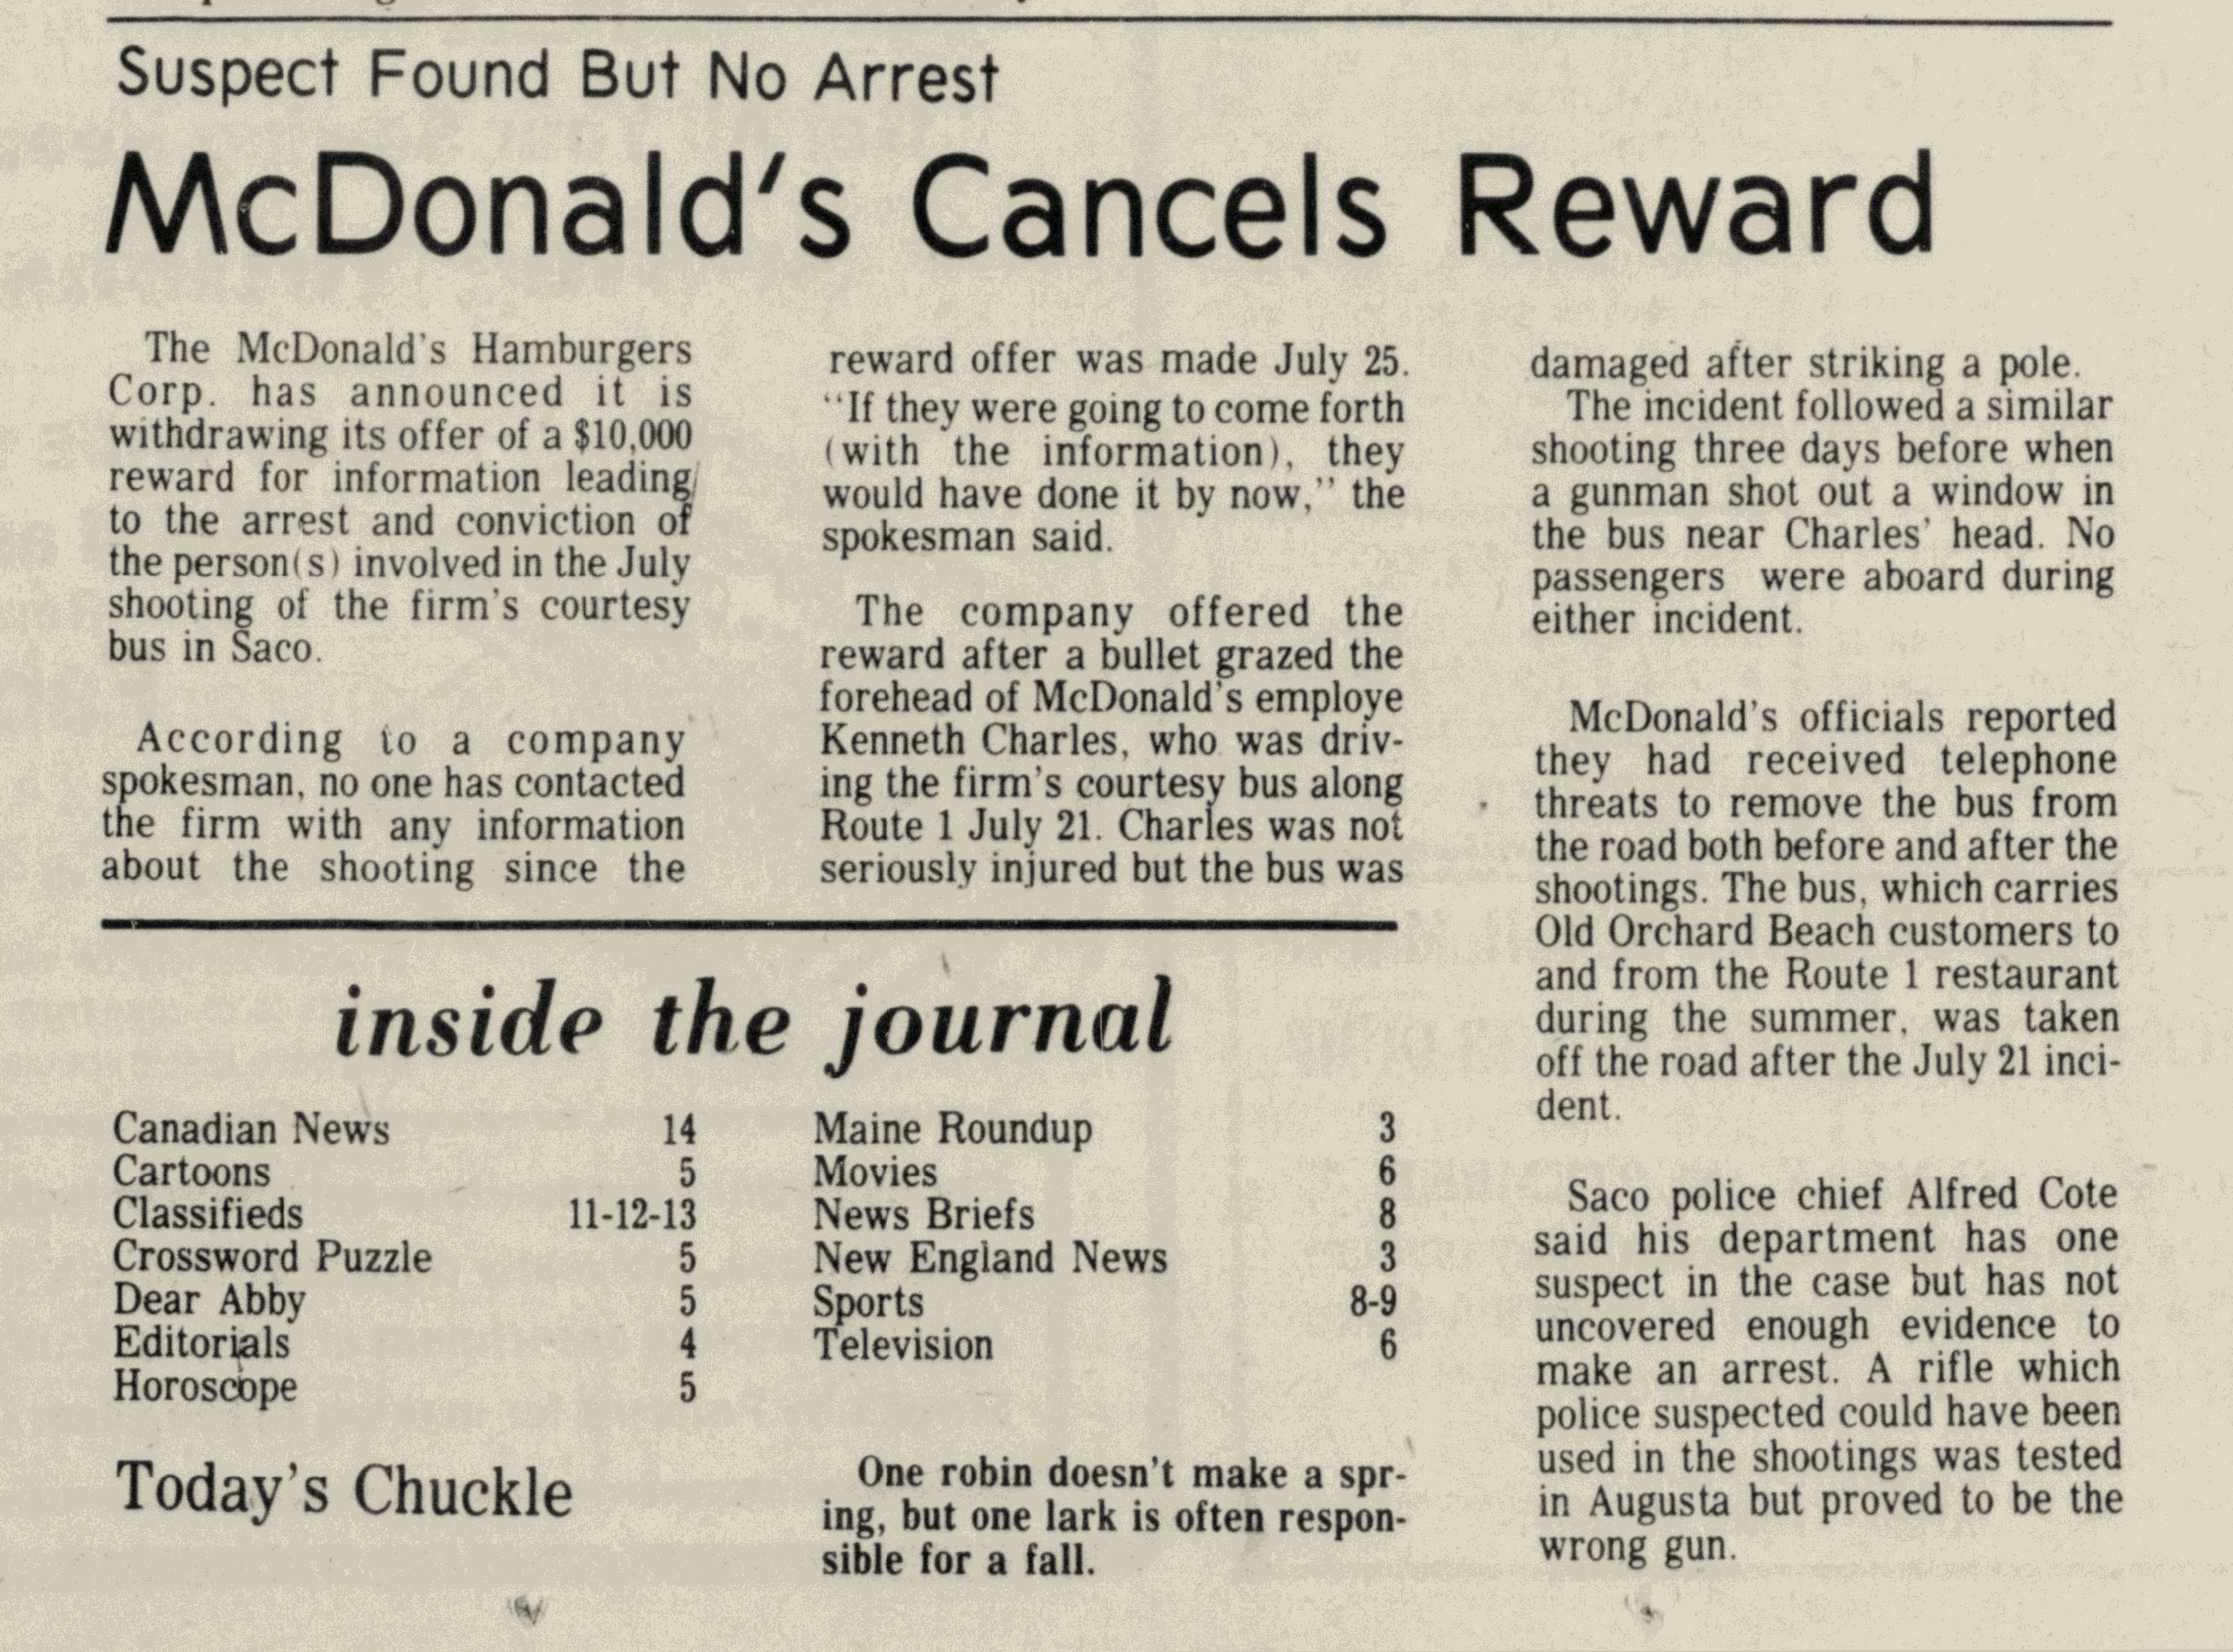 Suspect Found But No Arrest
McDonald's Cancels Reward
The McDonald's Hamburgers
Corp. has announced it is
withdrawing its offer of a $10,000
reward for information leading
to the arrest and conviction of
the person(s) involved in the July
shooting of the firm's courtesy
bus in Saco.
According to a company
spokesman, no one has contacted
the firm with any information
about the shooting since the
reward offer was made July 25.
“If they were going to come forth
(with the information), they
would have done it by now,” the
spokesman said.
The company offered the
reward after a bullet grazed the
forehead of McDonald's employe
Kenneth Charles, who was driv-
ing the firm's courtesy bus along
Route 1 July 21. Charles was not
seriously injured but the bus was
damaged after striking a pole.
The incident followed a similar
shooting three days before when
a gunman shot out a window in
the bus near Charles' head. No
passengers were aboard during
either incident.
McDonald's officials reported
they had received telephone
threats to remove the bus from
the road both before and after the
shootings. The bus, which carries
Old Orchard Beach customers to
and from the Route 1 restaurant
during the summer, was taken
off the road after the July 21 inci-
dent.
Saco police chief Alfred Cote
said his department has one
suspect in the case but has not
uncovered enough evidence to
make an arrest. A rifle which
police suspected could have been
used in the shootings was tested
in Augusta but proved to be the
wrong gun.
inside the journal
Canadian News 14
Cartoons 5
Classifieds 11-12-13
Crossword Puzzle 5
Dear Abby 5
Editorials 4
Horoscope 5
Maine Roundup 3
Movies 6
News Briefs 8
New England News 3
Sports 8-9
Television 6
Today's Chuckle
One robin doesn't make a spr-
ing, but one lark is often respon-
sible for a fall.